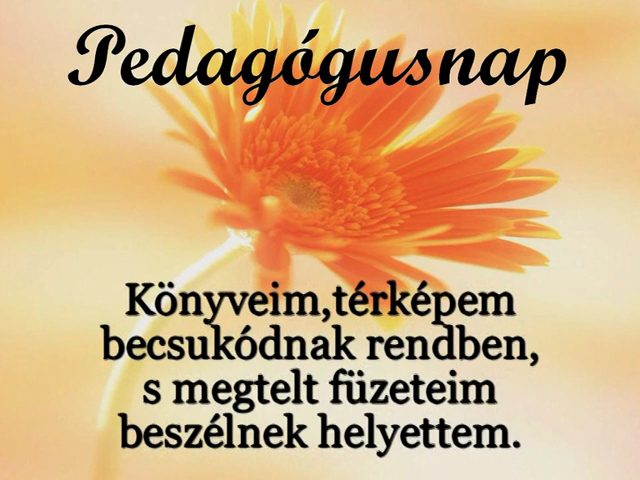 Pedagógusnap
Könyveim,térképem
becsukódnak rendben,
s megtelt füzeteim
beszélnek helyettem.